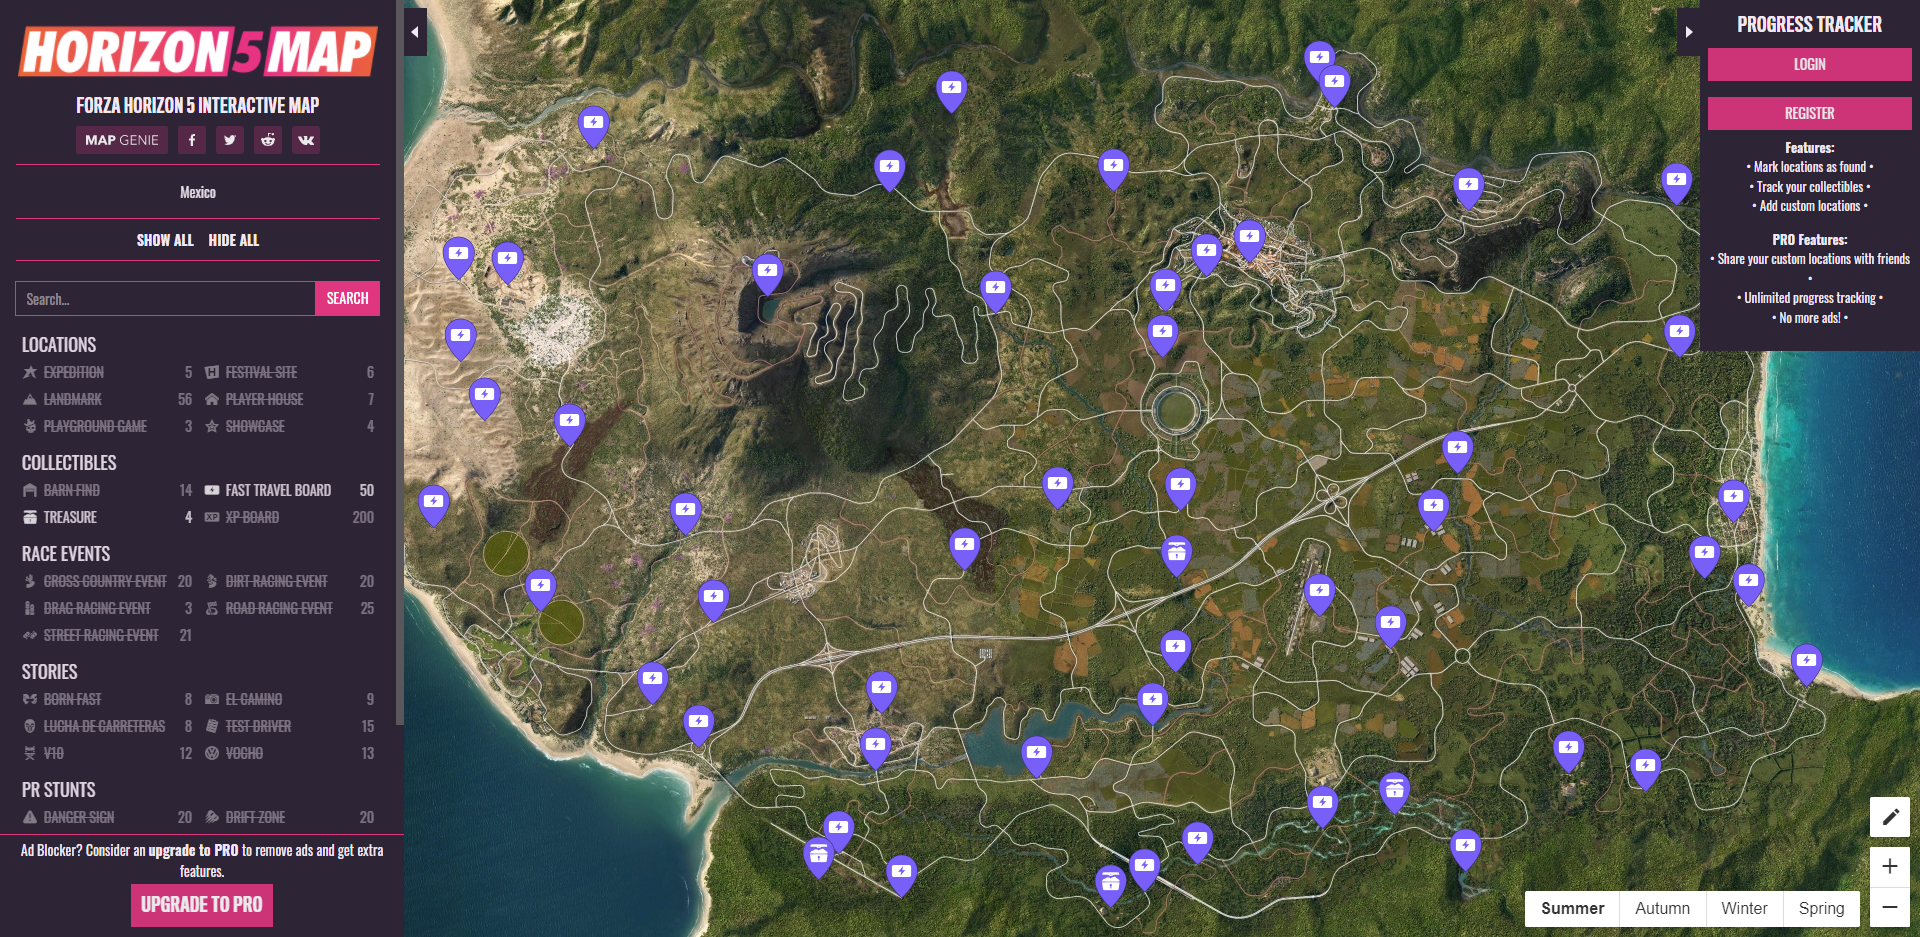 HORIZON 5 MAP
FORZA HORIZON 5 INTERACTIVE MAP
MAP GENIE
Mexico
SHOW ALL HIDE ALL
Search... SEARCH
LOCATIONS
EXPEDITION 5 FESTIVAL SITE 6
LANDMARK 56 PLAYER HOUSE 7
PLAYGROUND GAME 3 SHOWCASE 4
COLLECTIBLES
BARN FIND 14 FAST TRAVEL BOARD 50
TREASURE 4 XP XP BOARD 200
RACE EVENTS
CROSS COUNTRY EVENT 20 DIRT RACING EVENT 20
DRAG RACING EVENT 3 ROAD RACING EVENT 25
STREET RACING EVENT 21
STORIES
BORN FAST 8 EL CAMINO 9
LUCHA DE CARRETERAS 8 TEST DRIVER 15
V10 12 VOCHO 13
PR STUNTS
DANGER SIGN 20 DRIFT ZONE 20
Ad Blocker? Consider an upgrade to PRO to remove ads and get extra
features.
UPGRADE TO PRO
PROGRESS TRACKER
LOGIN
REGISTER
Features:
• Mark locations as found •
• Track your collectibles •
• Add custom locations •
PRO Features:
• Share your custom locations with friends
•
• Unlimited progress tracking •
• No more ads! •
Summer Autumn Winter Spring